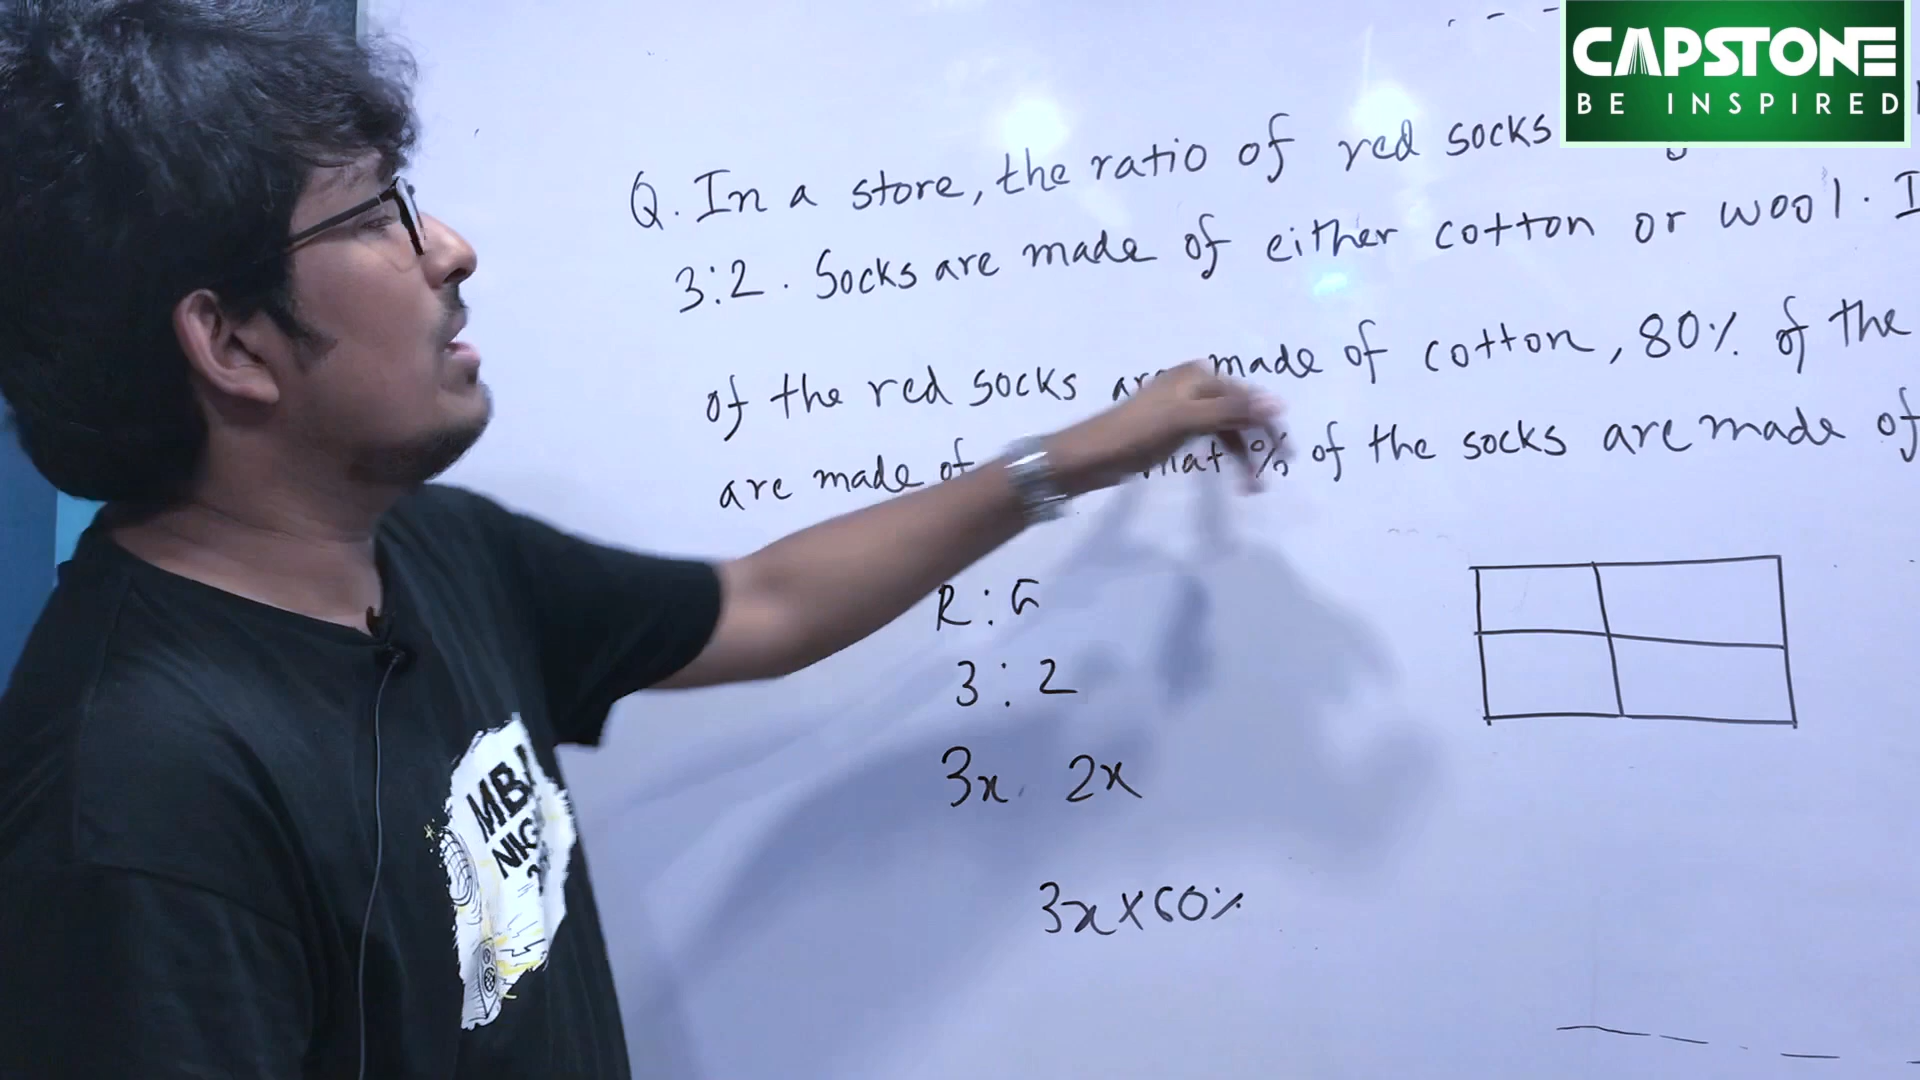 CAPSTONE
BE INSPIRED
Q. In a store, the ratio of red socks
3:2. Socks are made of either cotton or wool. I
of the red socks are made of cotton, 80% of the
are made of % of the socks are made of
R : G
3 : 2
3x 2x
3x×60%
MBA